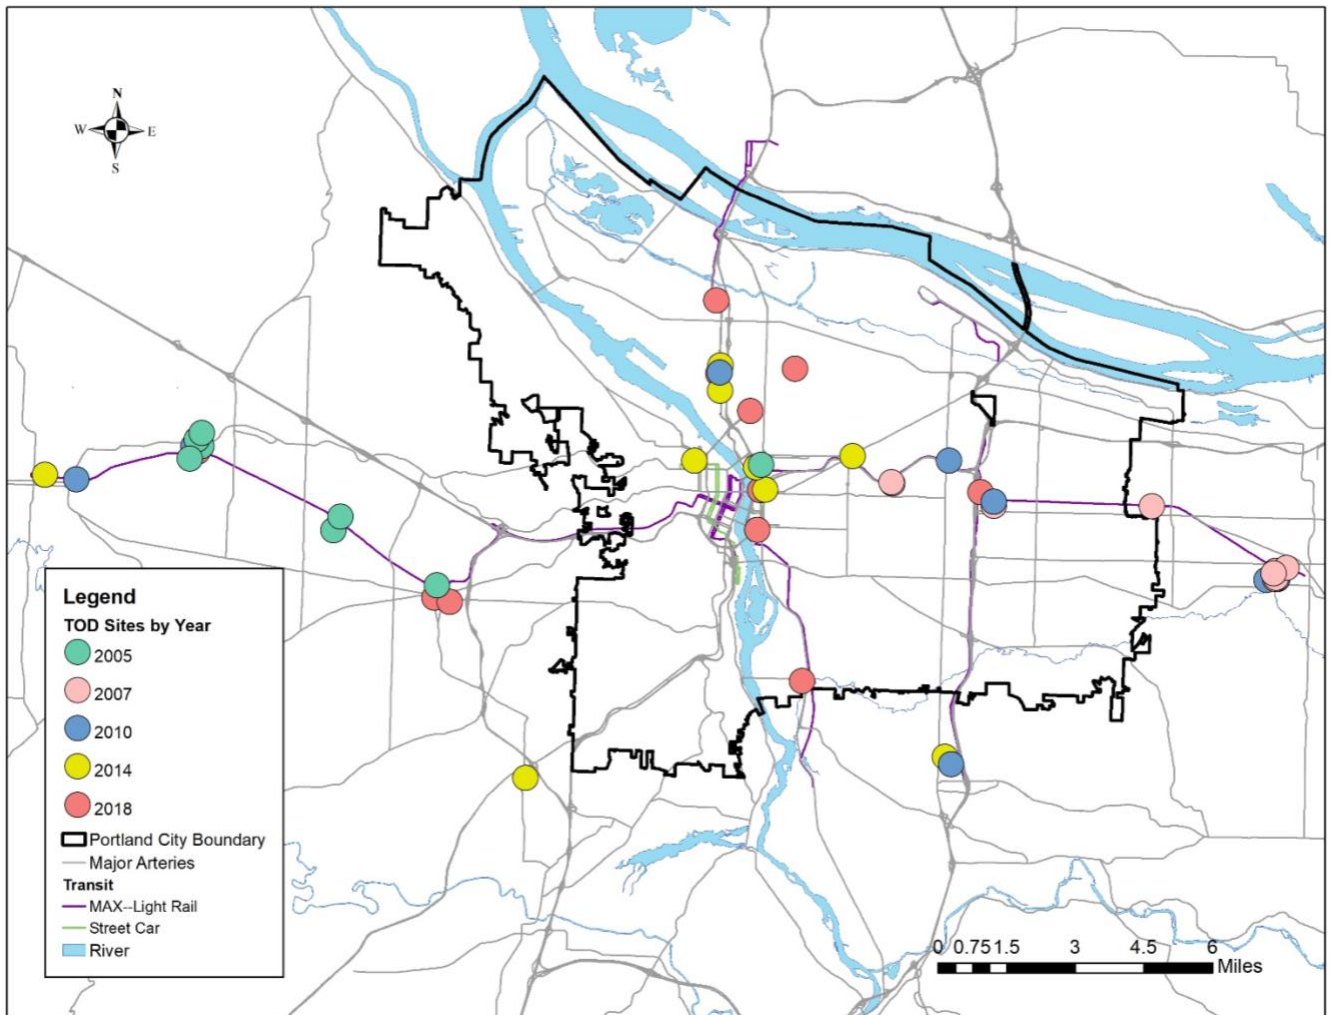 N
W E
S
Legend
TOD Sites by Year
2005
2007
2010
2014
2018
Portland City Boundary
Major Arteries
Transit
MAX--Light Rail
Street Car
River
0 0.75 1.5 3 4.5 6
Miles